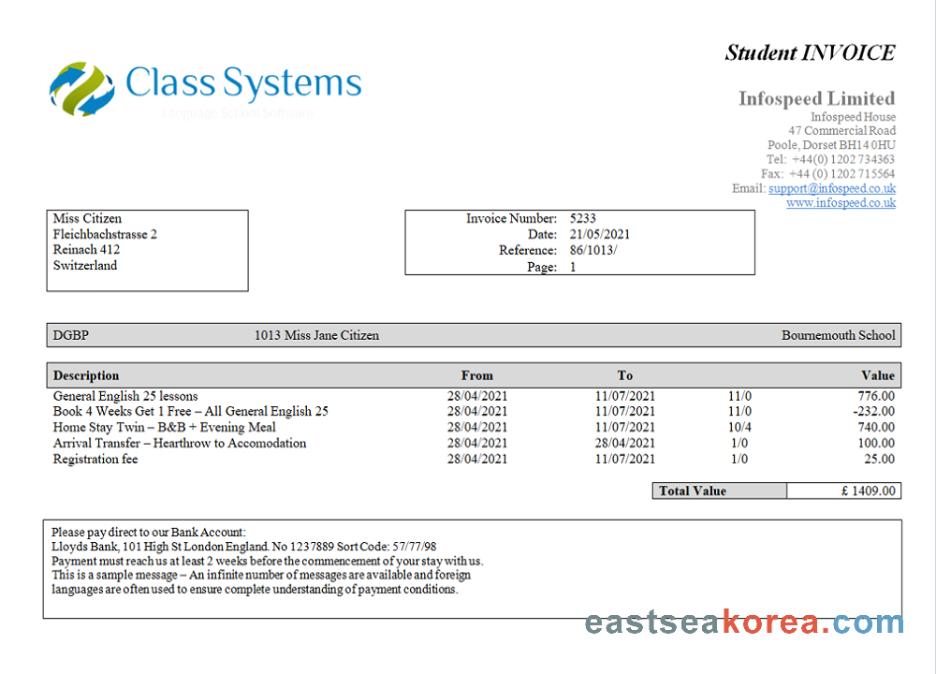 Student INVOICE
Class Systems
Language School Software
Infospeed Limited
Infospeed House
47 Commercial Road
Poole, Dorset BH14 0HU
Tel: +44(0) 1202 734363
Fax: +44 (0) 1202 715564
Email: support@infospeed.co.uk
www.infospeed.co.uk
Miss Citizen
Fleichbachstrasse 2
Reinach 412
Switzerland
Invoice Number: 5233
Date: 21/05/2021
Reference: 86/1013/
Page: 1
DGBP 1013 Miss Jane Citizen Bournemouth School
Description From To Value
General English 25 lessons 28/04/2021 11/07/2021 11/0 776.00
Book 4 Weeks Get 1 Free – All General English 25 28/04/2021 11/07/2021 11/0 -232.00
Home Stay Twin – B&B + Evening Meal 28/04/2021 11/07/2021 10/4 740.00
Arrival Transfer – Hearthrow to Accomodation 28/04/2021 28/04/2021 1/0 100.00
Registration fee 28/04/2021 11/07/2021 1/0 25.00
Total Value £ 1409.00
Please pay direct to our Bank Account:
Lloyds Bank, 101 High St London England. No 1237889 Sort Code: 57/77/98
Payment must reach us at least 2 weeks before the commencement of your stay with us.
This is a sample message – An infinite number of messages are available and foreign
languages are often used to ensure complete understanding of payment conditions.
eastseakorea.com